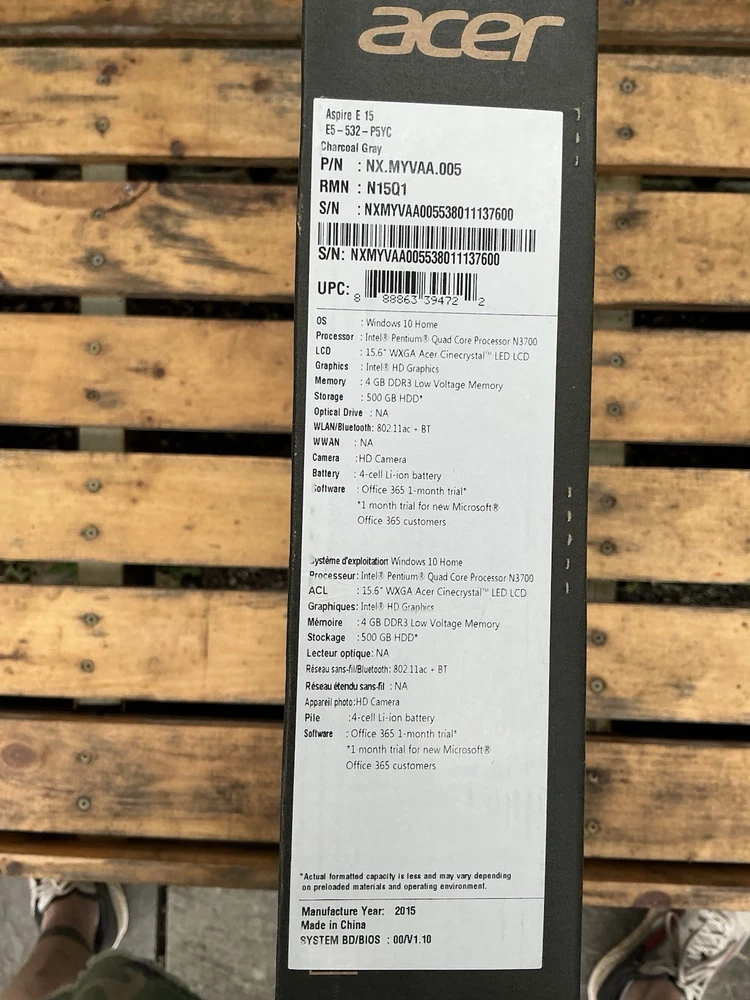 acer
Aspire E 15
E5-532-P5YC
Charcoal Gray
P/N : NX.MYVAA.005
RMN : N15Q1
S/N : NXMYVAA005538011137600
S/N: NXMYVAA005538011137600
UPC: 8 88863 39472 2
OS : Windows 10 Home
Processor : Intel® Pentium® Quad Core Processor N3700
LCD : 15.6" WXGA Acer Cinecrystal™ LED LCD
Graphics : Intel® HD Graphics
Memory : 4 GB DDR3 Low Voltage Memory
Storage : 500 GB HDD*
Optical Drive : NA
WLAN/Bluetooth: 802.11ac + BT
WWAN : NA
Camera :HD Camera
Battery : 4-cell Li-ion battery
Software : Office 365 1-month trial*
*1 month trial for new Microsoft®
Office 365 customers
Système d'exploitation Windows 10 Home
Processeur: Intel® Pentium® Quad Core Processor N3700
ACL : 15.6" WXGA Acer Cinecrystal™ LED LCD
Graphiques: Intel® HD Graphics
Mémoire : 4 GB DDR3 Low Voltage Memory
Stockage : 500 GB HDD*
Lecteur optique: NA
Réseau sans-fil/Bluetooth: 802.11ac + BT
Réseau étendu sans-fil : NA
Appareil photo:HD Camera
Pile :4-cell Li-ion battery
Software : Office 365 1-month trial*
*1 month trial for new Microsoft®
Office 365 customers
*Actual formatted capacity is less and may vary depending
on preloaded materials and operating environment.
Manufacture Year: 2015
Made in China
SYSTEM BD/BIOS : 00/V1.10